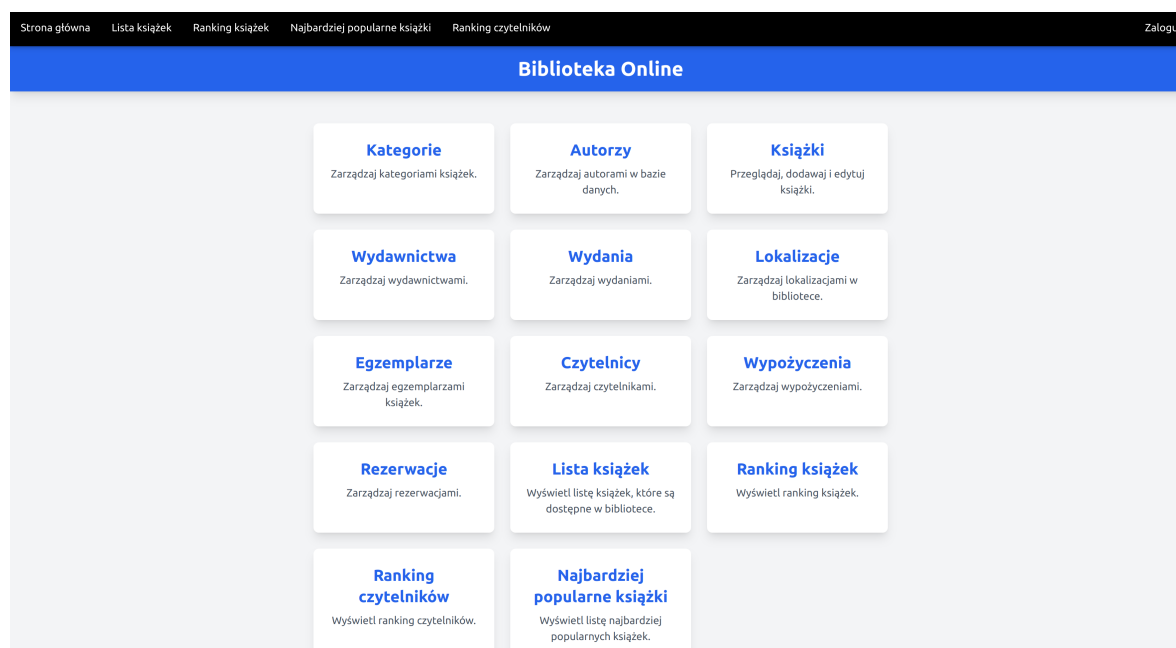 Strona główna Lista książek Ranking książek Najbardziej popularne książki Ranking czytelników
Biblioteka Online
Kategorie
Zarządzaj kategoriami książek.
Autorzy
Zarządzaj autorami w bazie
danych.
Książki
Przeglądaj, dodawaj i edytuj
książki.
Wydawnictwa
Zarządzaj wydawnictwami.
Wydania
Zarządzaj wydaniami.
Lokalizacje
Zarządzaj lokalizacjami w
bibliotece.
Egzemplarze
Zarządzaj egzemplarzami
książek.
Czytelnicy
Zarządzaj czytelnikami.
Wypożyczenia
Zarządzaj wypożyczeniami.
Rezerwacje
Zarządzaj rezerwacjami.
Lista książek
Wyświetl listę książek, które są
dostępne w bibliotece.
Ranking książek
Wyświetl ranking książek.
Ranking
czytelników
Wyświetl ranking czytelników.
Najbardziej
popularne książki
Wyświetl listę najbardziej
popularnych książek.